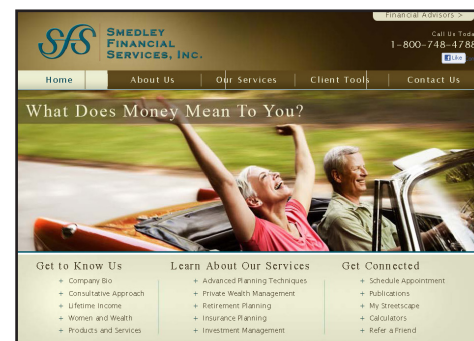 Financial Advisors >
SFS
SMEDLEY
FINANCIAL
SERVICES, INC.
Call Us Toda
1-800-748-4788
Like
Home
About Us
Our Services
Client Tools
Contact Us
What Does Money Mean To You?
Get to Know Us
+ Company Bio
+ Consultative Approach
+ Lifetime Income
+ Women and Wealth
+ Products and Services
Learn About Our Services
+ Advanced Planning Techniques
+ Private Wealth Management
+ Retirement Planning
+ Insurance Planning
+ Investment Management
Get Connected
+ Schedule Appointment
+ Publications
+ My Streetscape
+ Calculators
+ Refer a Friend